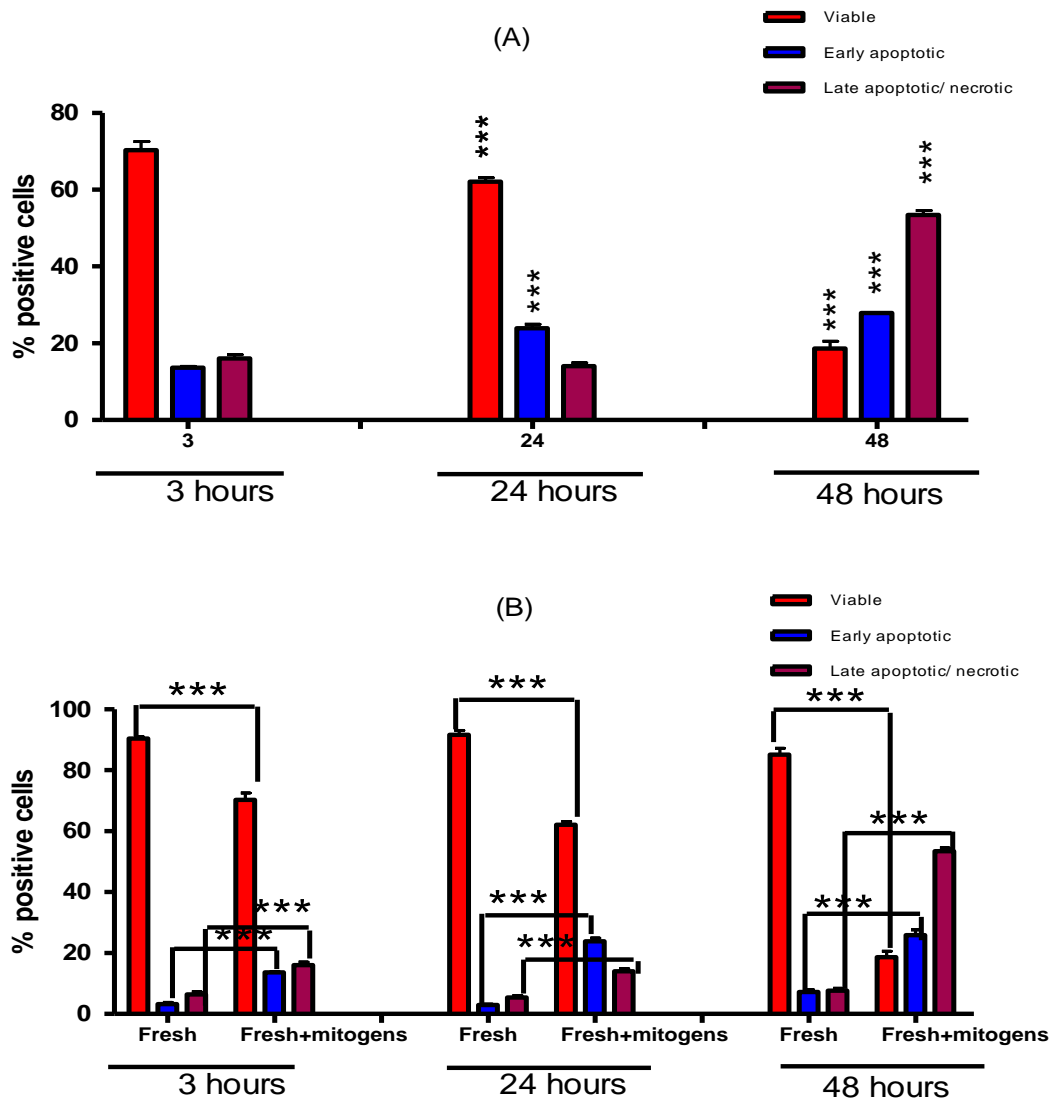 (A)
Viable
Early apoptotic
Late apoptotic/ necrotic
% positive cells
80
60
40
20
0
***
***
***
***
***
3
24
48
3 hours
24 hours
48 hours
(B)
Viable
Early apoptotic
Late apoptotic/ necrotic
% positive cells
100
80
60
40
20
0
***
***
***
***
***
***
***
***
***
Fresh
Fresh+mitogens
Fresh
Fresh+mitogens
Fresh
Fresh+mitogens
3 hours
24 hours
48 hours